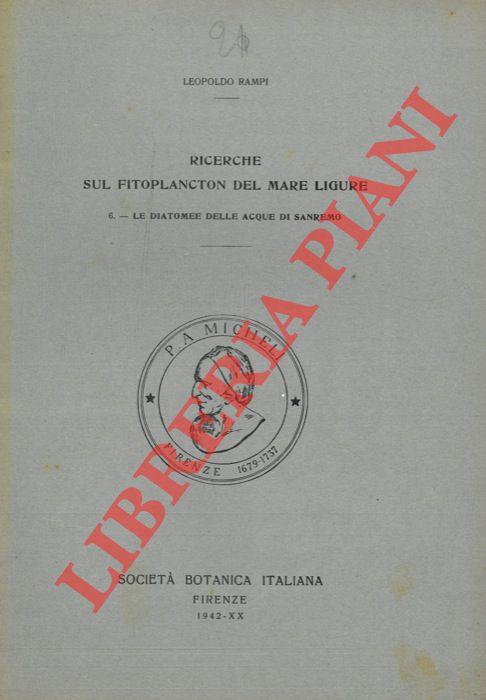 LEOPOLDO RAMPI
RICERCHE
SUL FITOPLANCTON DEL MARE LIGURE
6. — LE DIATOMEE DELLE ACQUE DI SANREMO
P. A MICHELI
FIRENZE 1679-1737
SOCIETÀ BOTANICA ITALIANA
FIRENZE
1942-XX
LIBRERIA PIANI